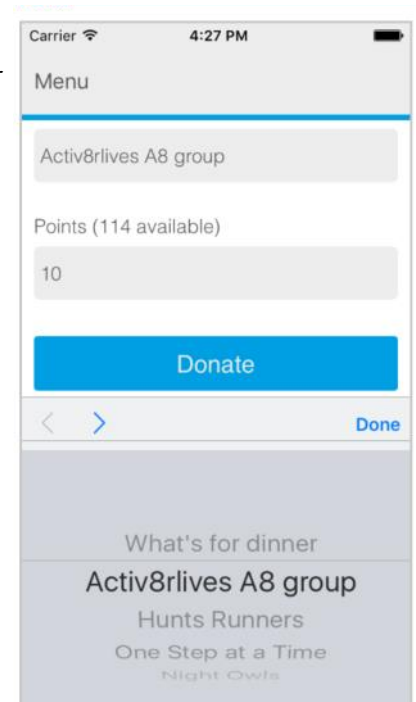 Carrier 4:27 PM
Menu
Activ8rlives A8 group
Points (114 available)
10
Donate
Done
What's for dinner
Activ8rlives A8 group
Hunts Runners
One Step at a Time
Night Owls